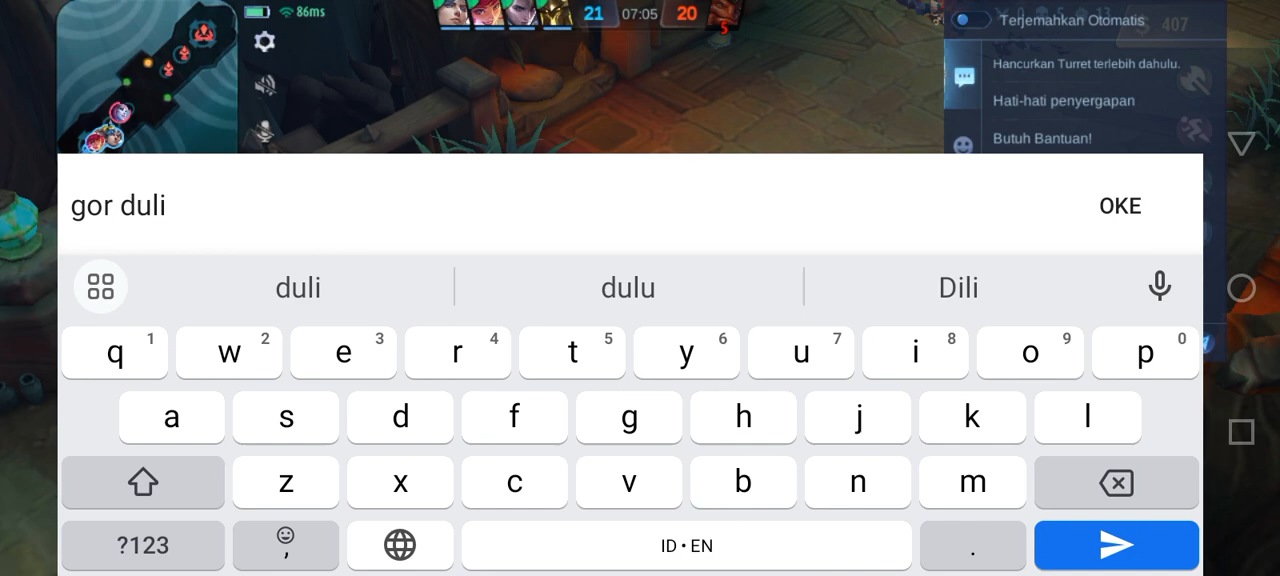 86ms
21 07:05 20
5
Terjemahkan Otomatis
407
Hancurkan Turret terlebih dahulu.
Hati-hati penyergapan
Butuh Bantuan!
gor duli
OKE
duli dulu Dili
q 1 w 2 e 3 r 4 t 5 y 6 u 7 i 8 o 9 p 0
a s d f g h j k l
z x c v b n m
?123 , ID • EN .